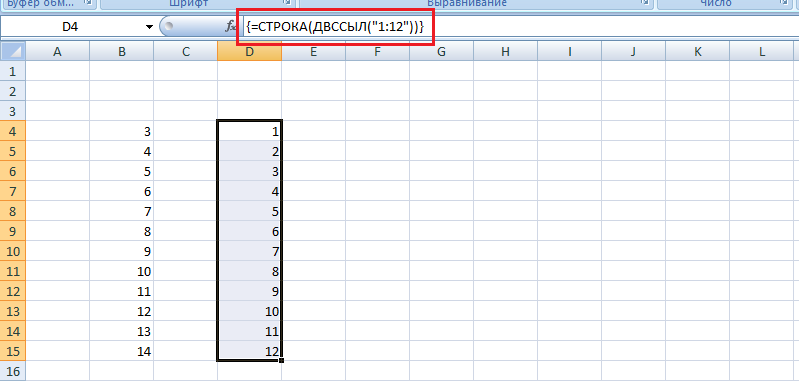 Буфер обм... Шрифт Выравнивание Число
D4 fx {=СТРОКА(ДВССЫЛ("1:12"))}
A B C D E F G H I J K L
1
2
3
4 3 1
5 4 2
6 5 3
7 6 4
8 7 5
9 8 6
10 9 7
11 10 8
12 11 9
13 12 10
14 13 11
15 14 12
16